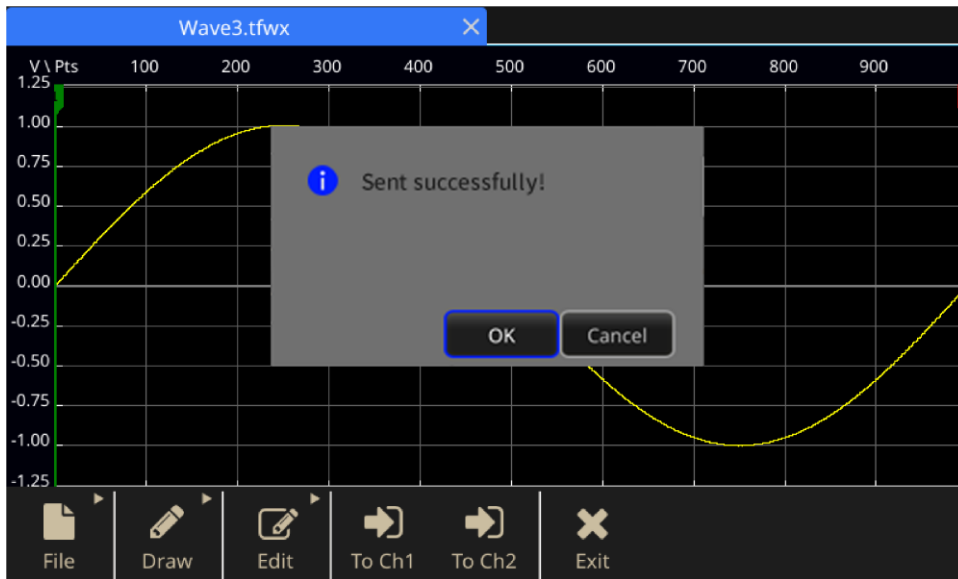 Wave3.tfwx
V \ Pts 100 200 300 400 500 600 700 800 900
1.25
1.00
0.75
Sent successfully!
0.50
0.25
0.00
-0.25
OK Cancel
-0.50
-0.75
-1.00
-1.25
File Draw Edit To Ch1 To Ch2 Exit